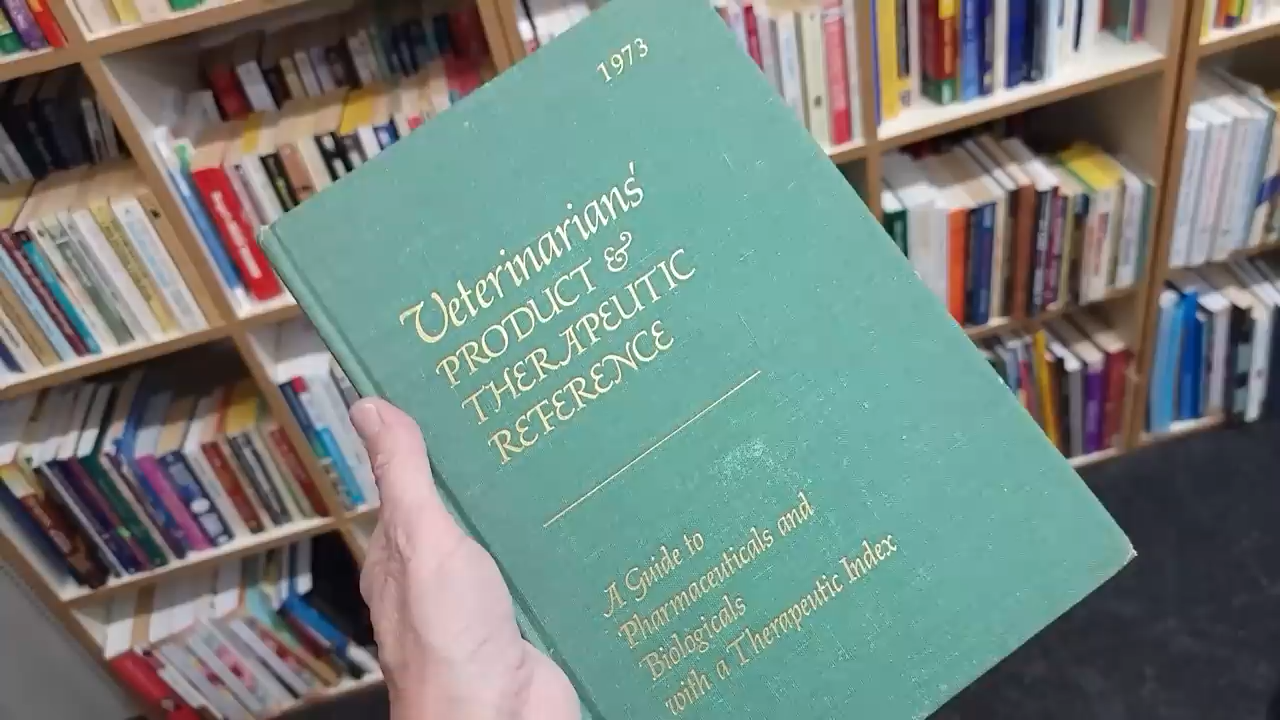 1973
Veterinarians'
PRODUCT &
THERAPEUTIC
REFERENCE
A Guide to
Pharmaceuticals and
Biologicals
with a Therapeutic Index